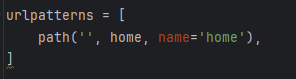 urlpatterns = [
    path('', home, name='home'),
]